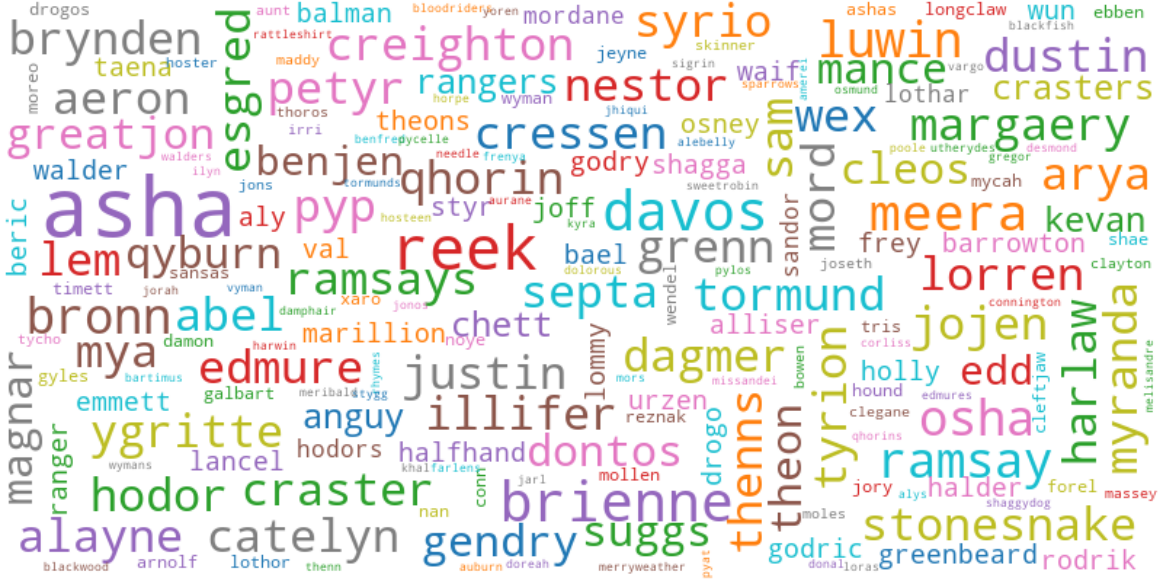 drogos
aunt
balman
bloodriders
yoren
mordane
syrio
ashas
longclaw
wun
ebben
brynden
esgred
rattleshirt
creighton
jeyne
skinner
luwin
blackfish
dustin
taena
hoster
maddy
petyr
rangers
nestor
sigrin
waif
mance
vargo
moreo
aeron
thoros
horpe
wyman
jhiqui
sparrows
amerei
osmund
lothar
crasters
greatjon
irri
theons
benfred
pycelle
cressen
alebelly
osney
sam
wex
margaery
walder
walders
ilyn
benjen
needle
frenya
godry
shagga
poole
utherydes
desmond
gregor
jons
tormunds
qhorin
sweetrobin
mord
cleos
mycah
arya
beric
asha
aly
pyp
hosteen
styr
aurane
joff
kyra
davos
sandor
meera
kevan
lem
qyburn
sansas
val
reek
bael
grenn
frey
barrowton
shae
timett
jorah
vyman
ramsays
dolorous
wendel
pylos
joseth
lorren
clayton
bronn
abel
damphair
xaro
jonos
septa
tormund
connington
tycho
damon
harwin
marillion
noye
chett
alliser
tris
corliss
jojen
harlaw
myranda
melisandre
magnar
mya
gyles
bartimus
edmure
rhymes
stygg
meribald
justin
lommy
dagmer
mors
missandei
bowen
tyrion
holly
hound
edmures
edd
cleftjaw
emmett
galbart
anguy
illifer
urzen
reznak
drogo
thenns
theon
clegane
osha
ranger
ygritte
wymans
lancel
hodors
halfhand
khal
farlens
dontos
qhorins
ramsay
hodor
craster
nan
conn
jarl
mollen
brienne
jory
alys
halder
shaggydog
forel
massey
moles
alayne
catelyn
gendry
suggs
stonesnake
blackwood
arnolf
lothor
thenn
auburn
doreah
merryweather
pyat
godric
donal
loras
greenbeard
rodrik